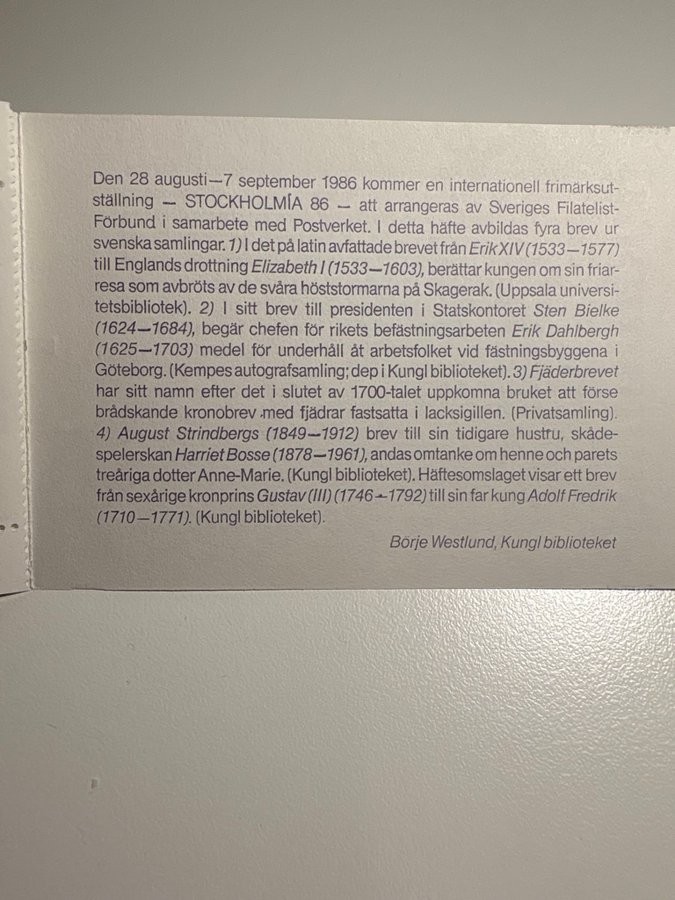 Den 28 augusti—7 september 1986 kommer en internationell frimärksut-
ställning — STOCKHOLMIA 86 — att arrangeras av Sveriges Filatelist-
Förbund i samarbete med Postverket. I detta häfte avbildas fyra brev ur
svenska samlingar. 1) I det på latin avfattade brevet från Erik XIV (1533—1577)
till Englands drottning Elizabeth I (1533—1603), berättar kungen om sin friar-
resa som avbröts av de svåra höststormarna på Skagerak. (Uppsala universi-
tetsbibliotek). 2) I sitt brev till presidenten i Statskontoret Sten Bielke
(1624—1684), begär chefen för rikets befästningsarbeten Erik Dahlbergh
(1625—1703) medel för underhåll åt arbetsfolket vid fästningsbyggena i
Göteborg. (Kempes autografsamling; dep i Kungl biblioteket). 3) Fjäderbrevet
har sitt namn efter det i slutet av 1700-talet uppkomna bruket att förse
brådskande kronobrev med fjädrar fastsatta i lacksigillen. (Privatsamling).
4) August Strindbergs (1849—1912) brev till sin tidigare hustru, skåde-
spelerskan Harriet Bosse (1878—1961), andas omtanke om henne och parets
treåriga dotter Anne-Marie. (Kungl biblioteket). Häftesomslaget visar ett brev
från sexårige kronprins Gustav (III) (1746—1792) till sin far kung Adolf Fredrik
(1710—1771). (Kungl biblioteket).
Börje Westlund, Kungl biblioteket